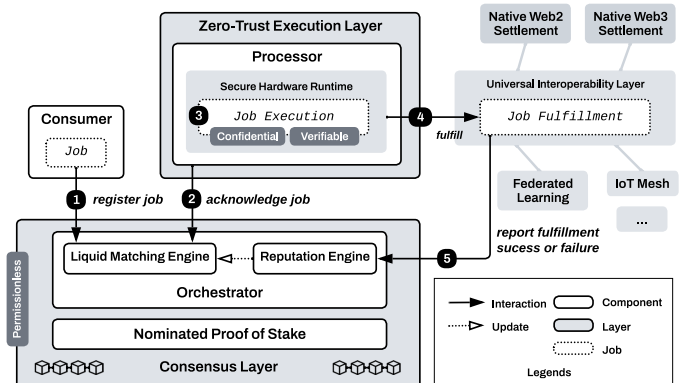 Zero-Trust Execution Layer
Native Web2
Settlement
Native Web3
Settlement
Processor
Secure Hardware Runtime
Universal Interoperability Layer
Consumer
Job
3
Job Execution
Confidential
Verifiable
4
fulfill
Job Fulfillment
1
register job
2
acknowledge job
Federated
Learning
IoT Mesh
...
report fulfillment
sucess or failure
Permissionless
Liquid Matching Engine
Reputation Engine
5
Orchestrator
Nominated Proof of Stake
Consensus Layer
Interaction
Component
Update
Layer
Job
Legends